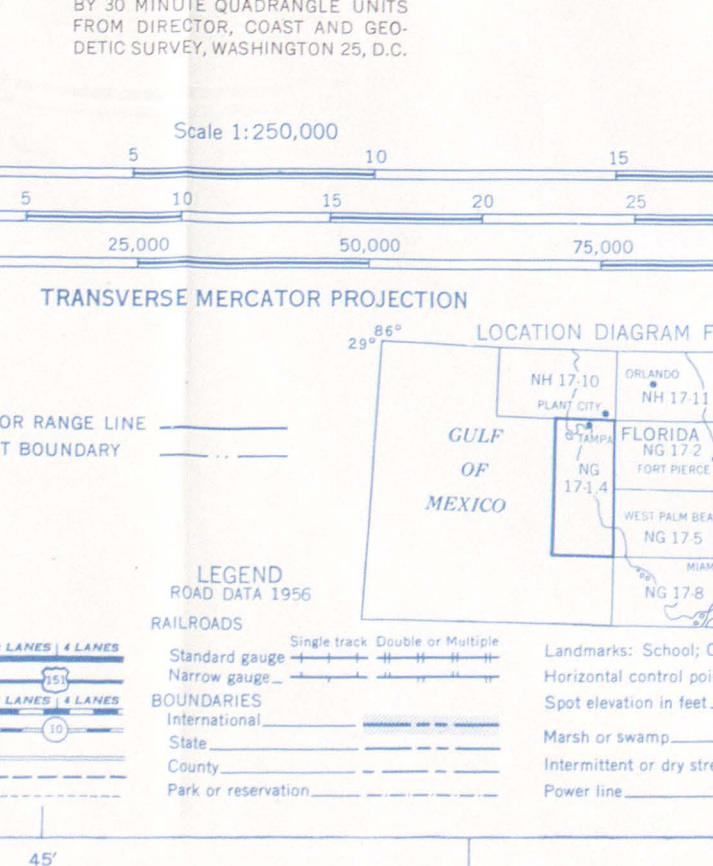 BY 30 MINUTE QUADRANGLE UNITS
FROM DIRECTOR, COAST AND GEO-
DETIC SURVEY, WASHINGTON 25, D.C.
Scale 1:250,000
5 10 15
5 10 15 20 25
25,000 50,000 75,000
TRANSVERSE MERCATOR PROJECTION
LOCATION DIAGRAM F
86°
29°
NH 17-10
ORLANDO
NH 17-11
PLANT CITY
TAMPA
FLORIDA
NG 17-2
FORT PIERCE
NG
17-1,4
GULF
OF
MEXICO
WEST PALM BEA
NG 17-5
MIAM
NG 17-8
OR RANGE LINE
T BOUNDARY
LEGEND
ROAD DATA 1956
LANES 4 LANES
151
LANES 4 LANES
10
RAILROADS
Single track Double or Multiple
Standard gauge
Narrow gauge
BOUNDARIES
International
State
County
Park or reservation
Landmarks: School; C
Horizontal control poi
Spot elevation in feet
Marsh or swamp
Intermittent or dry stre
Power line
45′